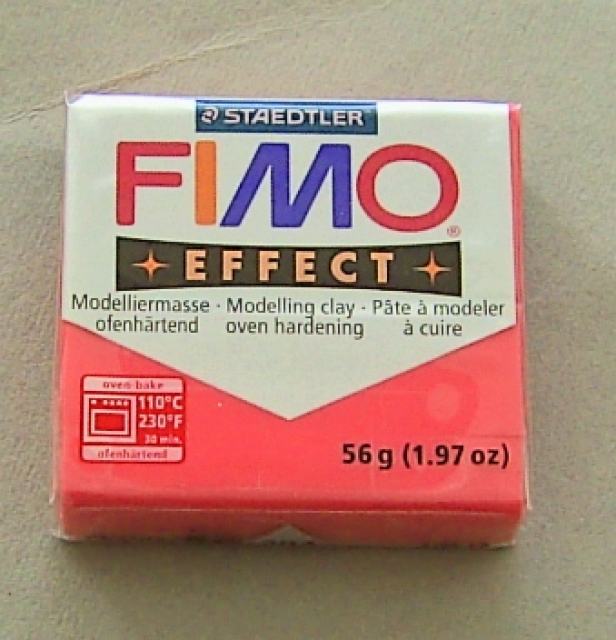 STAEDTLER
FIMO®
EFFECT
Modelliermasse · Modelling clay · Pâte à modeler
ofenhärtend oven hardening à cuire
oven-bake
110°C
230°F
30 min.
ofenhärtend
56 g (1.97 oz)